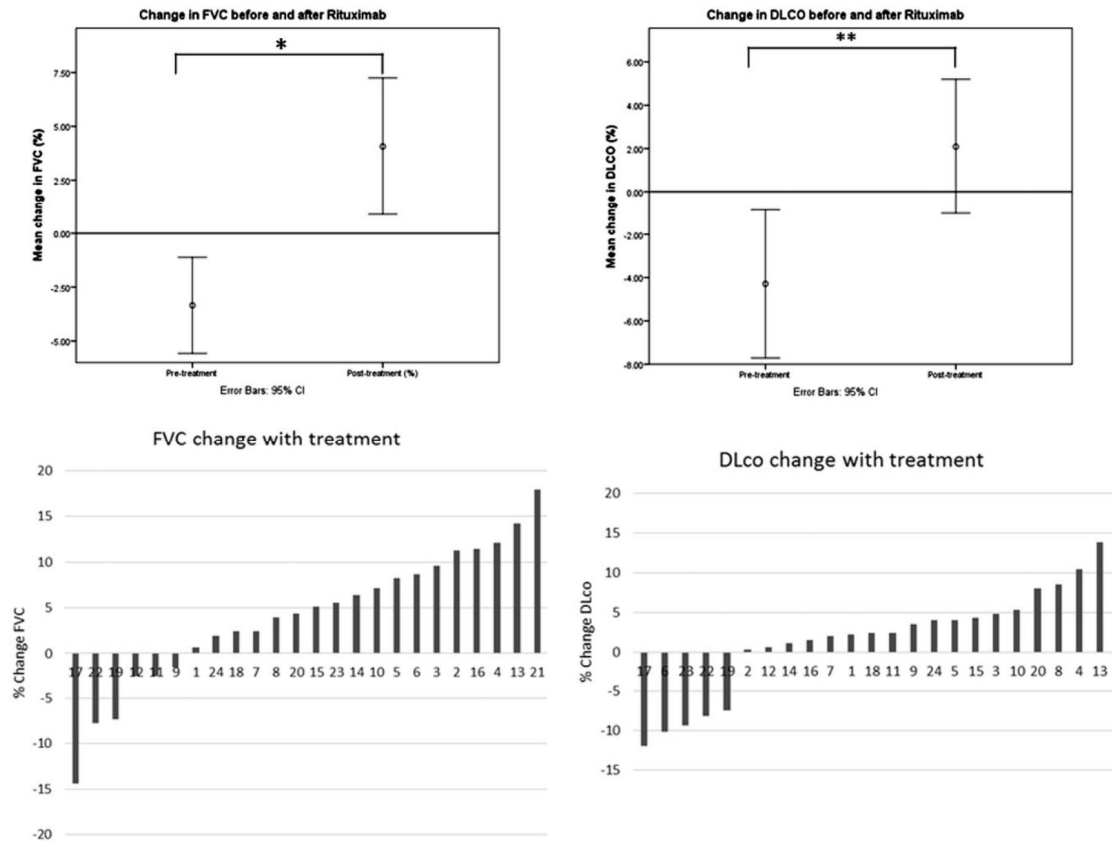 Change in FVC before and after Rituximab
*
Mean change in FVC (%)
7.50
5.00
2.50
0.00
-2.50
-5.00
Pre-treatment
Post-treatment (%)
Error Bars: 95% CI
Change in DLCO before and after Rituximab
**
Mean change in DLCO (%)
6.00
4.00
2.00
0.00
-2.00
-4.00
-6.00
-8.00
Pre-treatment
Post-treatment
Error Bars: 95% CI
FVC change with treatment
% Change FVC
20
15
10
5
0
-5
-10
-15
-20
17 22 19 12 11 9 1 24 18 7 8 20 15 23 14 10 5 6 3 2 16 4 13 21
DLco change with treatment
% Change DLco
20
15
10
5
0
-5
-10
-15
17 6 23 22 19 2 12 14 16 7 1 18 11 9 24 5 15 3 10 20 8 4 13